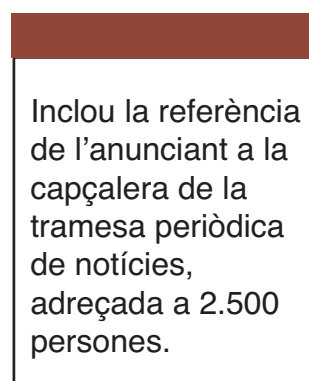 Inclou la referència
de l’anunciant a la
capçalera de la
tramesa periòdica
de notícies,
adreçada a 2.500
persones.